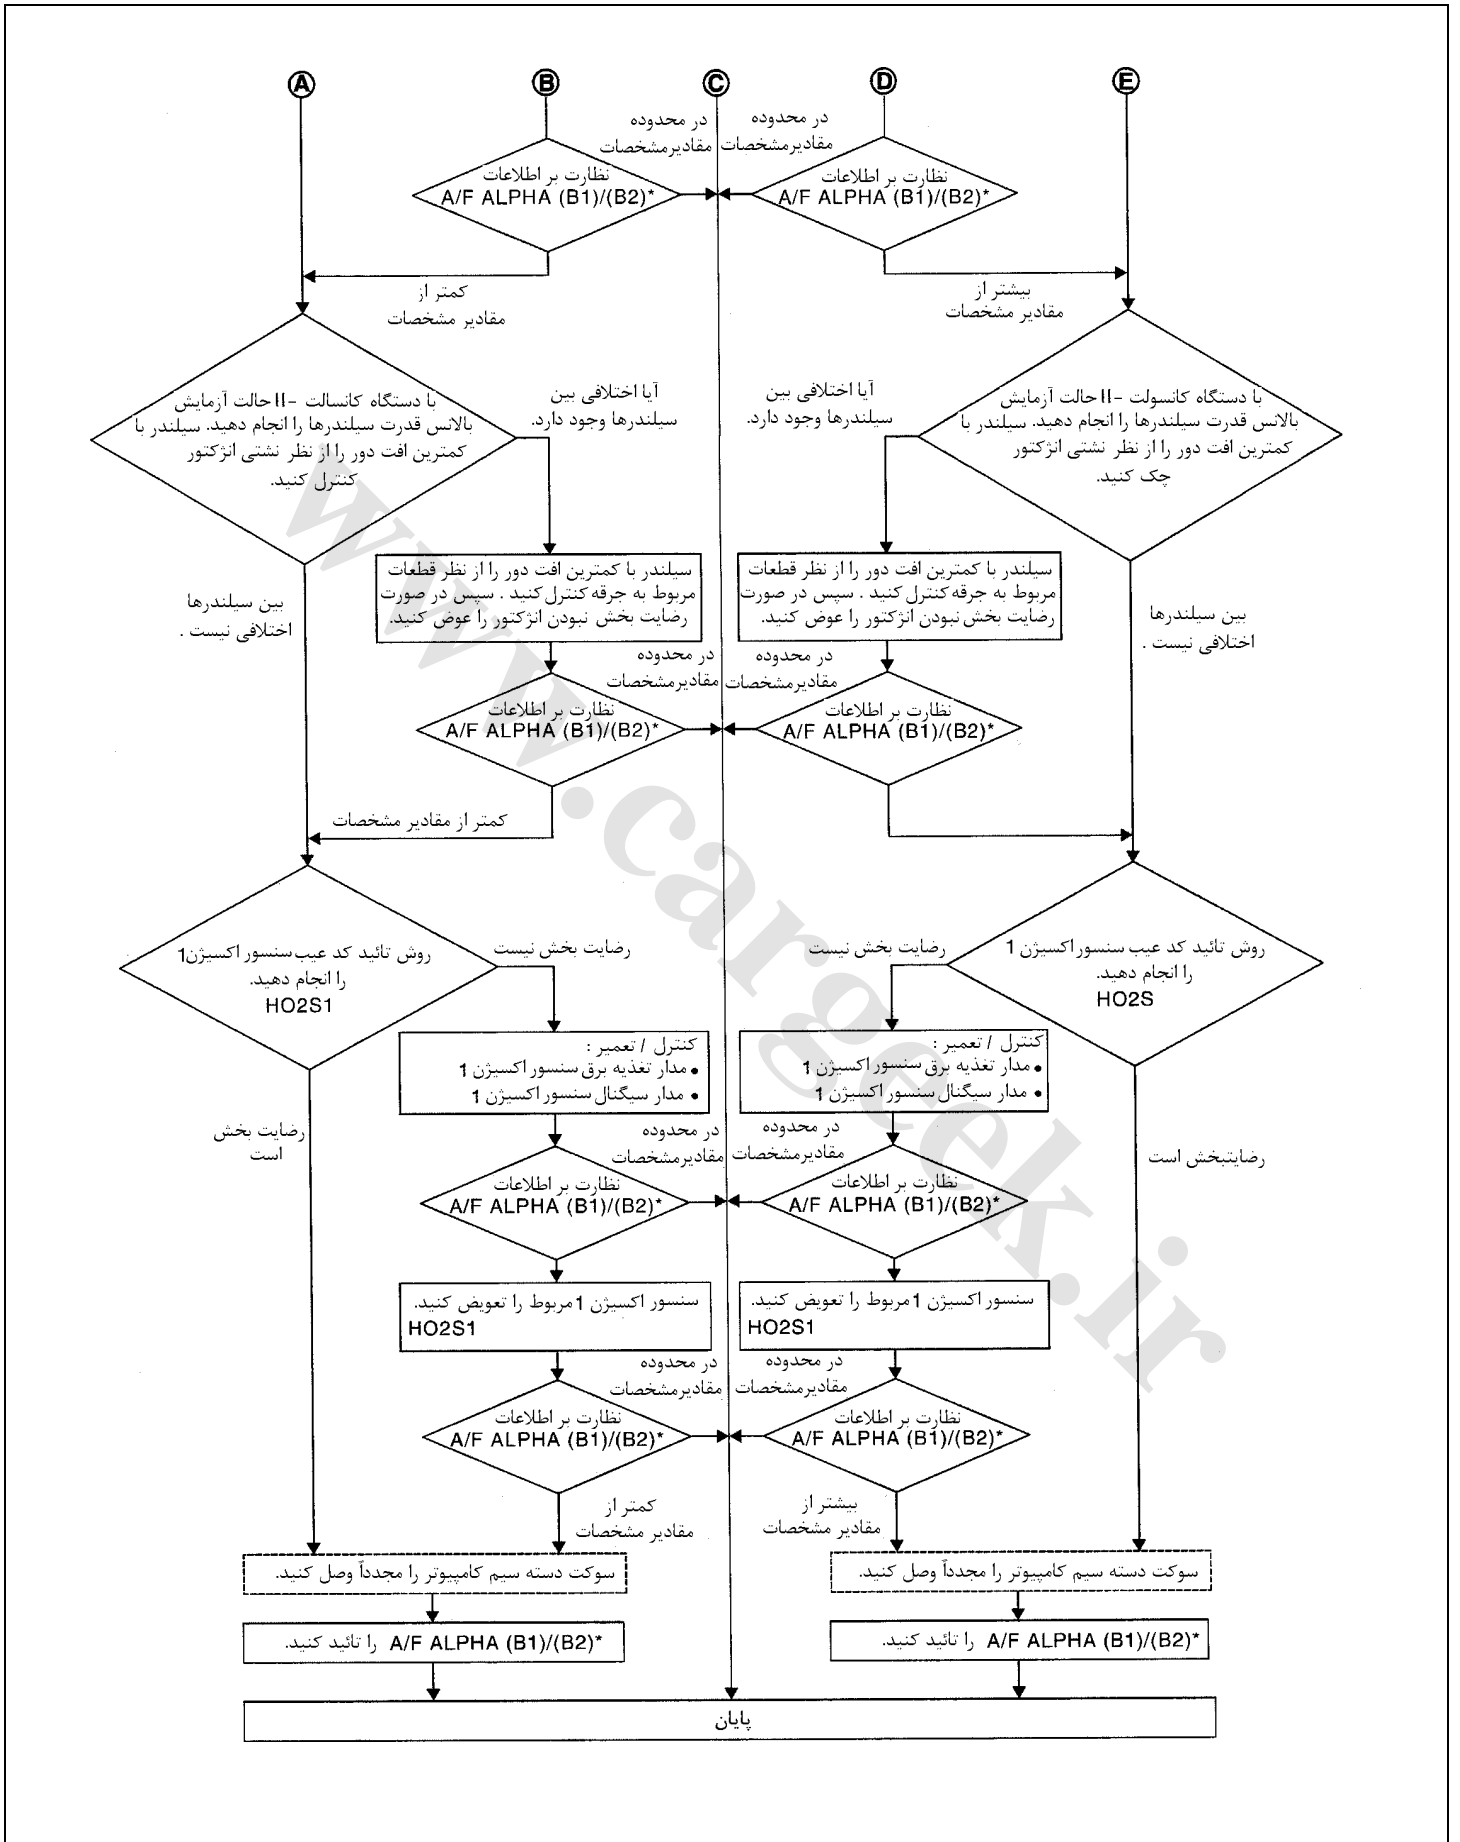 A
B
C
D
E
در محدوده
مقادیرمشخصات
در محدوده
مقادیرمشخصات
نظارت بر اطلاعات
A/F ALPHA (B1)/(B2)*
نظارت بر اطلاعات
A/F ALPHA (B1)/(B2)*
بیشتر از
مقادیر مشخصات
کمتر از
مقادیر مشخصات
با دستگاه کانسولت -II حالت آزمایش
بالانس قدرت سیلندرها را انجام دهید. سیلندر با
کمترین افت دور را از نظر نشتی انژکتور
چک کنید.
آیا اختلافی بین
سیلندرها وجود دارد.
آیا اختلافی بین
سیلندرها وجود دارد.
با دستگاه کانسالت -II حالت آزمایش
بالانس قدرت سیلندرها را انجام دهید. سیلندر با
کمترین افت دور را از نظر نشتی انژکتور
کنترل کنید.
سیلندر با کمترین افت دور را از نظر قطعات
مربوط به جرقه کنترل کنید . سپس در صورت
رضایت بخش نبودن انژکتور را عوض کنید.
سیلندر با کمترین افت دور را از نظر قطعات
مربوط به جرقه کنترل کنید . سپس در صورت
رضایت بخش نبودن انژکتور را عوض کنید.
بین سیلندرها
اختلافی نیست .
بین سیلندرها
اختلافی نیست .
در محدوده
مقادیرمشخصات
در محدوده
مقادیرمشخصات
نظارت بر اطلاعات
A/F ALPHA (B1)/(B2)*
نظارت بر اطلاعات
A/F ALPHA (B1)/(B2)*
کمتر از مقادیر مشخصات
روش تائید کد عیب سنسور اکسیژن 1
را انجام دهید.
HO2S
رضایت بخش نیست
رضایت بخش نیست
روش تائید کد عیب سنسور اکسیژن 1
را انجام دهید.
HO2S1
کنترل / تعمیر :
• مدار تغذیه برق سنسور اکسیژن 1
• مدار سیگنال سنسور اکسیژن 1
کنترل / تعمیر :
• مدار تغذیه برق سنسور اکسیژن 1
• مدار سیگنال سنسور اکسیژن 1
رضایتبخش است
رضایت بخش
است
در محدوده
مقادیرمشخصات
در محدوده
مقادیرمشخصات
نظارت بر اطلاعات
A/F ALPHA (B1)/(B2)*
نظارت بر اطلاعات
A/F ALPHA (B1)/(B2)*
سنسور اکسیژن 1 مربوط را تعویض کنید.
HO2S1
سنسور اکسیژن 1 مربوط را تعویض کنید.
HO2S1
در محدوده
مقادیرمشخصات
در محدوده
مقادیرمشخصات
نظارت بر اطلاعات
A/F ALPHA (B1)/(B2)*
نظارت بر اطلاعات
A/F ALPHA (B1)/(B2)*
بیشتر از
مقادیر مشخصات
کمتر از
مقادیر مشخصات
سوکت دسته سیم کامپیوتر را مجدداً وصل کنید.
سوکت دسته سیم کامپیوتر را مجدداً وصل کنید.
A/F ALPHA (B1)/(B2)* را تائید کنید.
A/F ALPHA (B1)/(B2)* را تائید کنید.
پایان
www.cargeek.ir